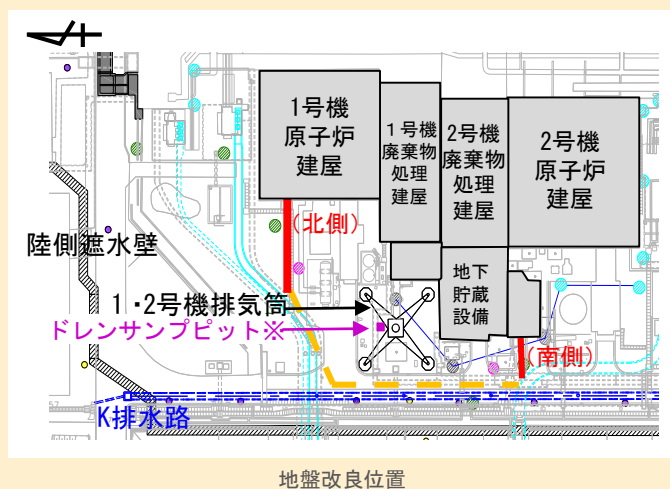 1号機
原子炉
建屋
1号機
廃棄物
処理
建屋
2号機
廃棄物
処理
建屋
2号機
原子炉
建屋
(北側)
陸側遮水壁
地下
貯蔵
設備
1・2号機排気筒
ドレンサンプピット※
(南側)
K排水路
地盤改良位置